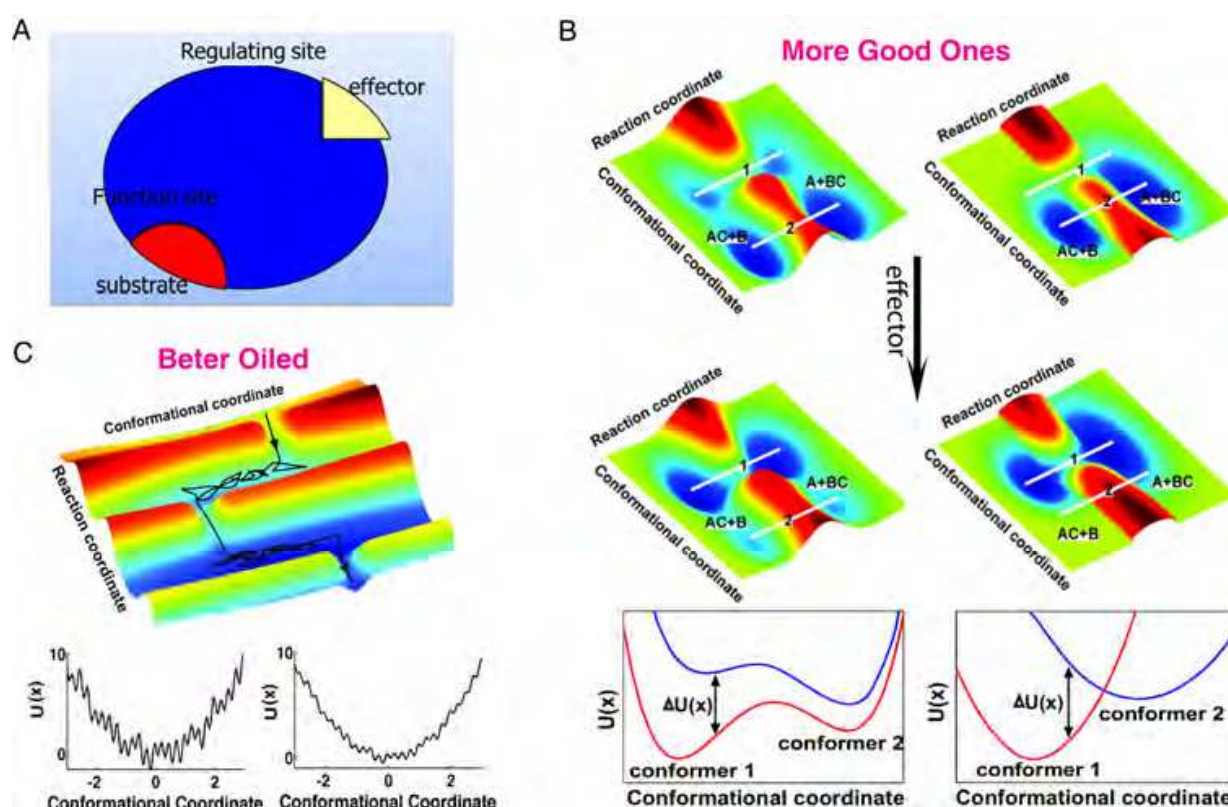 A
Regulating site
effector
Function site
substrate
B
More Good Ones
Reaction coordinate
Conformational coordinate
1
A+BC
2
AC+B
Reaction coordinate
Conformational coordinate
1
A+BC
2
AC+B
effector
Reaction coordinate
Conformational coordinate
1
A+BC
AC+B
2
Reaction coordinate
Conformational coordinate
1
A+BC
2
AC+B
U(x)
ΔU(x)
conformer 2
conformer 1
Conformational coordinate
U(x)
ΔU(x)
conformer 2
conformer 1
Conformational coordinate
C
Beter Oiled
Conformational coordinate
Reaction coordinate
10
U(x)
0
-2 0 2
Conformational Coordinate
10
U(x)
0
-2 0 2
Conformational Coordinate